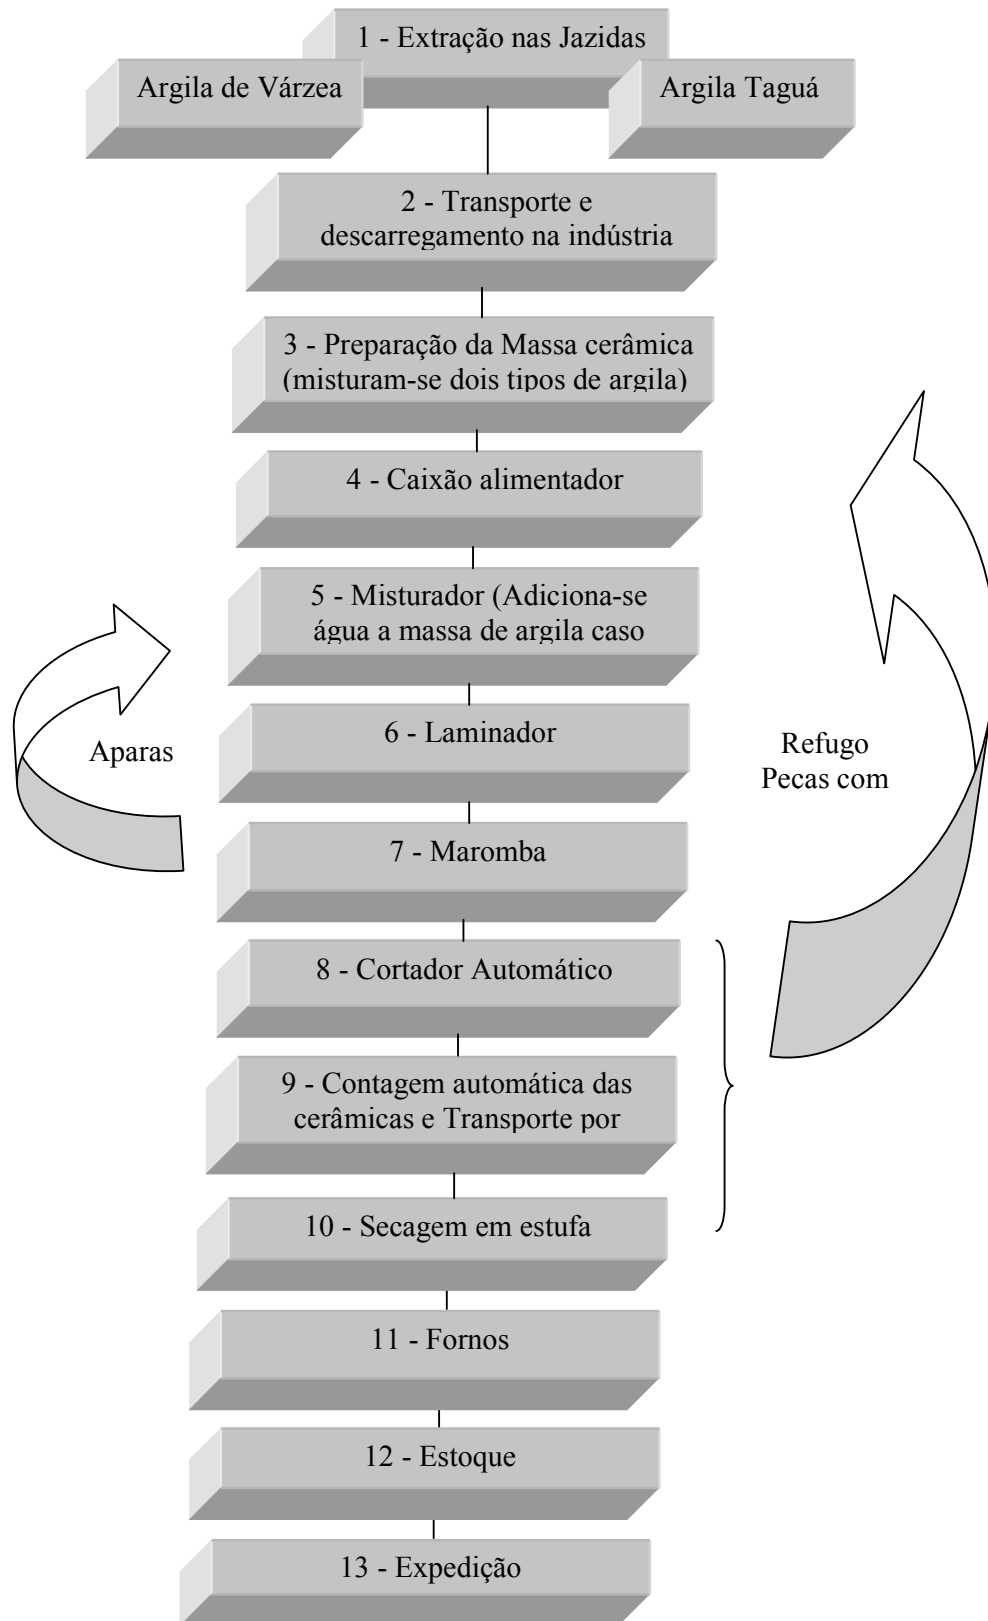 1 - Extração nas Jazidas
Argila de Várzea
Argila Taguá
2 - Transporte e
descarregamento na indústria
3 - Preparação da Massa cerâmica
(misturam-se dois tipos de argila)
4 - Caixão alimentador
5 - Misturador (Adiciona-se
água a massa de argila caso
6 - Laminador
Aparas
Refugo
Pecas com
7 - Maromba
8 - Cortador Automático
9 - Contagem automática das
cerâmicas e Transporte por
10 - Secagem em estufa
11 - Fornos
12 - Estoque
13 - Expedição